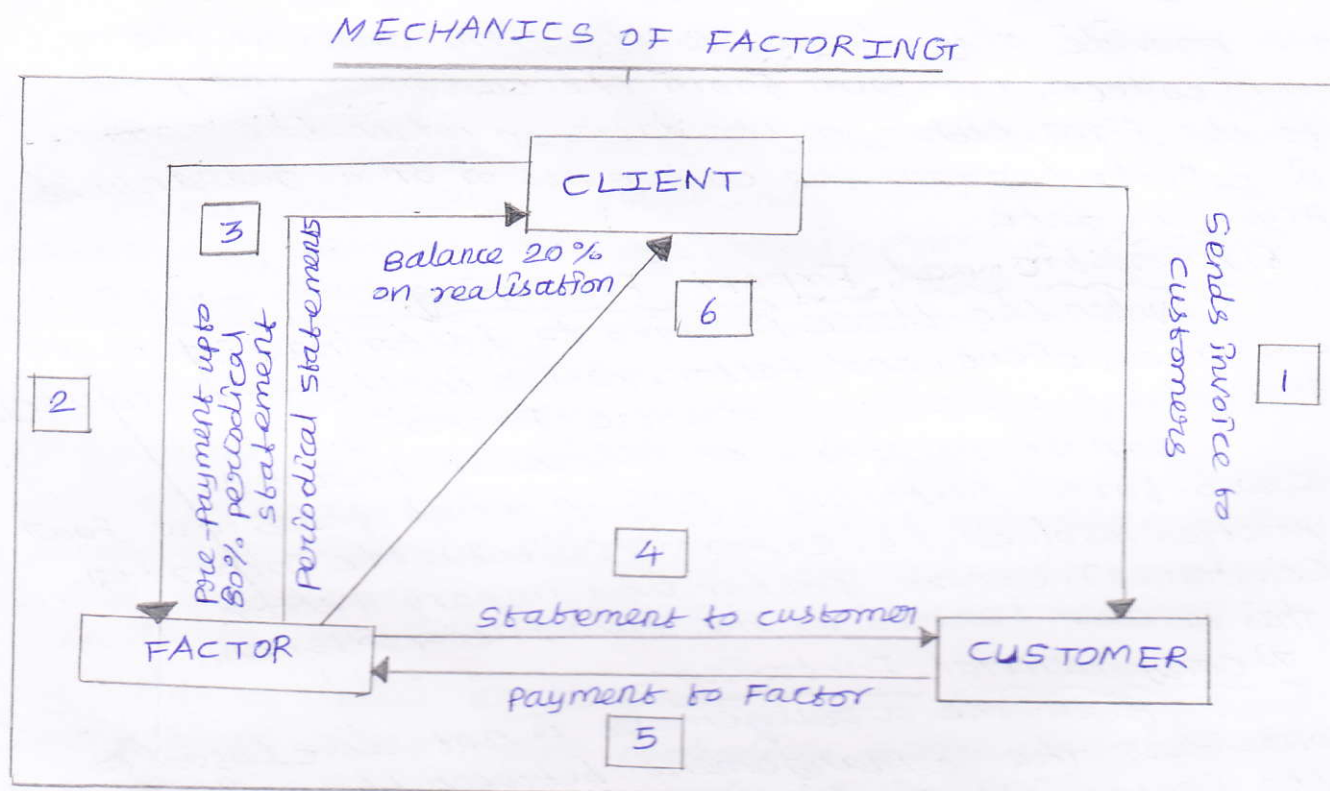 MECHANICS OF FACTORING
CLIENT
3
Periodical statements
Balance 20%
on realisation
6
Sends invoice to
customers
1
2
Pre-Payment upto
80% periodical
statement
4
Statement to customer
FACTOR
CUSTOMER
Payment to Factor
5